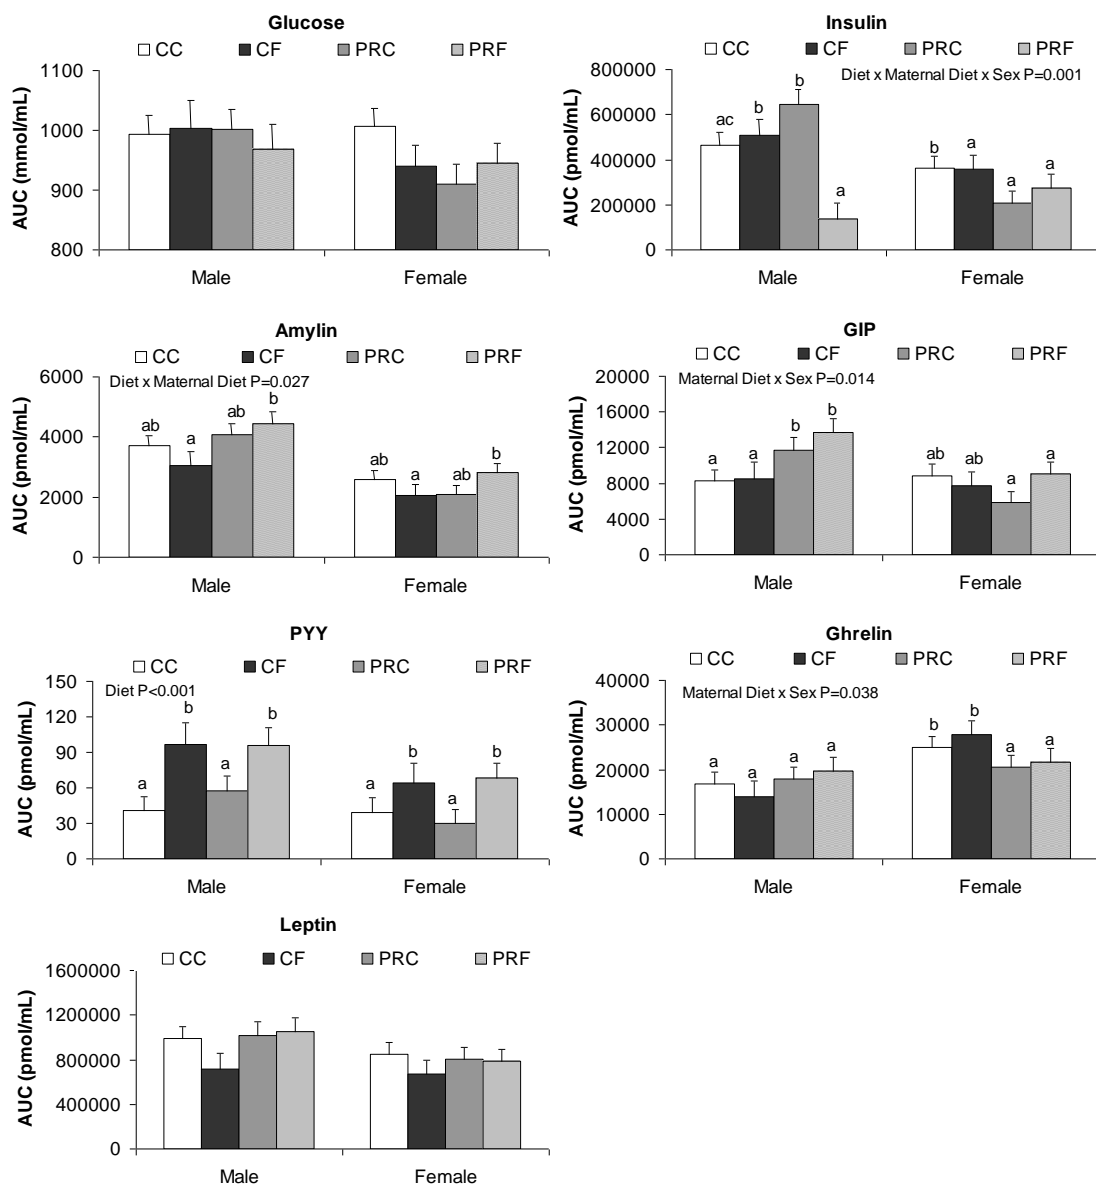 Glucose
CC CF PRC PRF
1100
1000
900
800
AUC (mmol/mL)
Male Female
Insulin
CC CF PRC PRF
Diet x Maternal Diet x Sex P=0.001
800000
600000
400000
200000
0
AUC (pmol/mL)
ac b b a b a a a
Male Female
Amylin
CC CF PRC PRF
Diet x Maternal Diet P=0.027
6000
4000
2000
0
AUC (pmol/mL)
ab a ab b ab a ab b
Male Female
GIP
CC CF PRC PRF
Maternal Diet x Sex P=0.014
20000
16000
12000
8000
4000
0
AUC (pmol/mL)
a a b b ab ab a a
Male Female
PYY
CC CF PRC PRF
Diet P<0.001
150
120
90
60
30
0
AUC (pmol/mL)
a b a b a b a b
Male Female
Ghrelin
CC CF PRC PRF
Maternal Diet x Sex P=0.038
40000
30000
20000
10000
0
AUC (pmol/mL)
a a a a b b a a
Male Female
Leptin
CC CF PRC PRF
1600000
1200000
800000
400000
0
AUC (pmol/mL)
Male Female